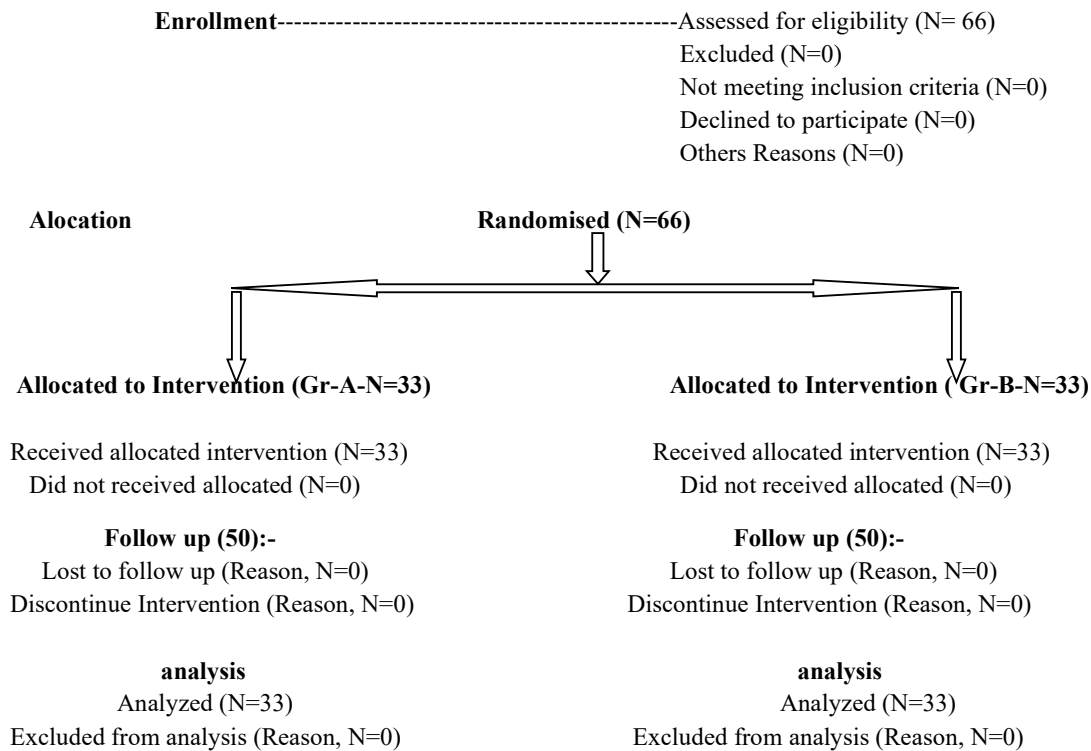 Enrollment-----------------------------------------------Assessed for eligibility (N= 66)
Excluded (N=0)
Not meeting inclusion criteria (N=0)
Declined to participate (N=0)
Others Reasons (N=0)
Alocation Randomised (N=66)
Allocated to Intervention (Gr-A-N=33) Allocated to Intervention ( Gr-B-N=33)
Received allocated intervention (N=33) Received allocated intervention (N=33)
Did not received allocated (N=0) Did not received allocated (N=0)
Follow up (50):- Follow up (50):-
Lost to follow up (Reason, N=0) Lost to follow up (Reason, N=0)
Discontinue Intervention (Reason, N=0) Discontinue Intervention (Reason, N=0)
analysis analysis
Analyzed (N=33) Analyzed (N=33)
Excluded from analysis (Reason, N=0) Excluded from analysis (Reason, N=0)